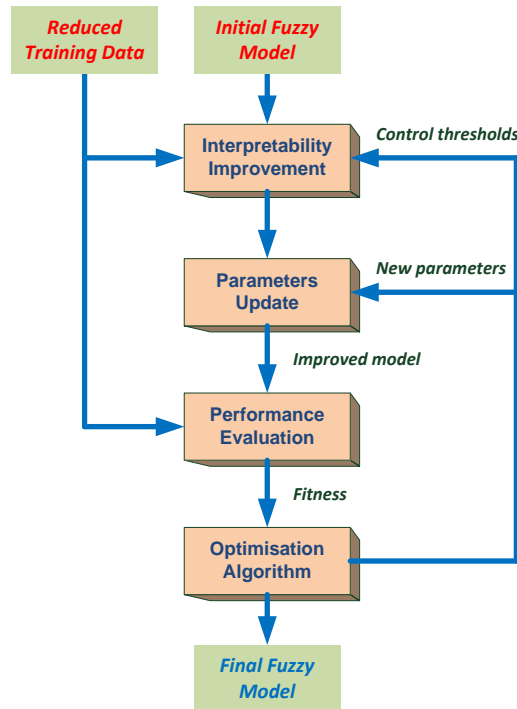 Reduced
Training Data
Initial Fuzzy
Model
Control thresholds
Interpretability
Improvement
New parameters
Parameters
Update
Improved model
Performance
Evaluation
Fitness
Optimisation
Algorithm
Final Fuzzy
Model